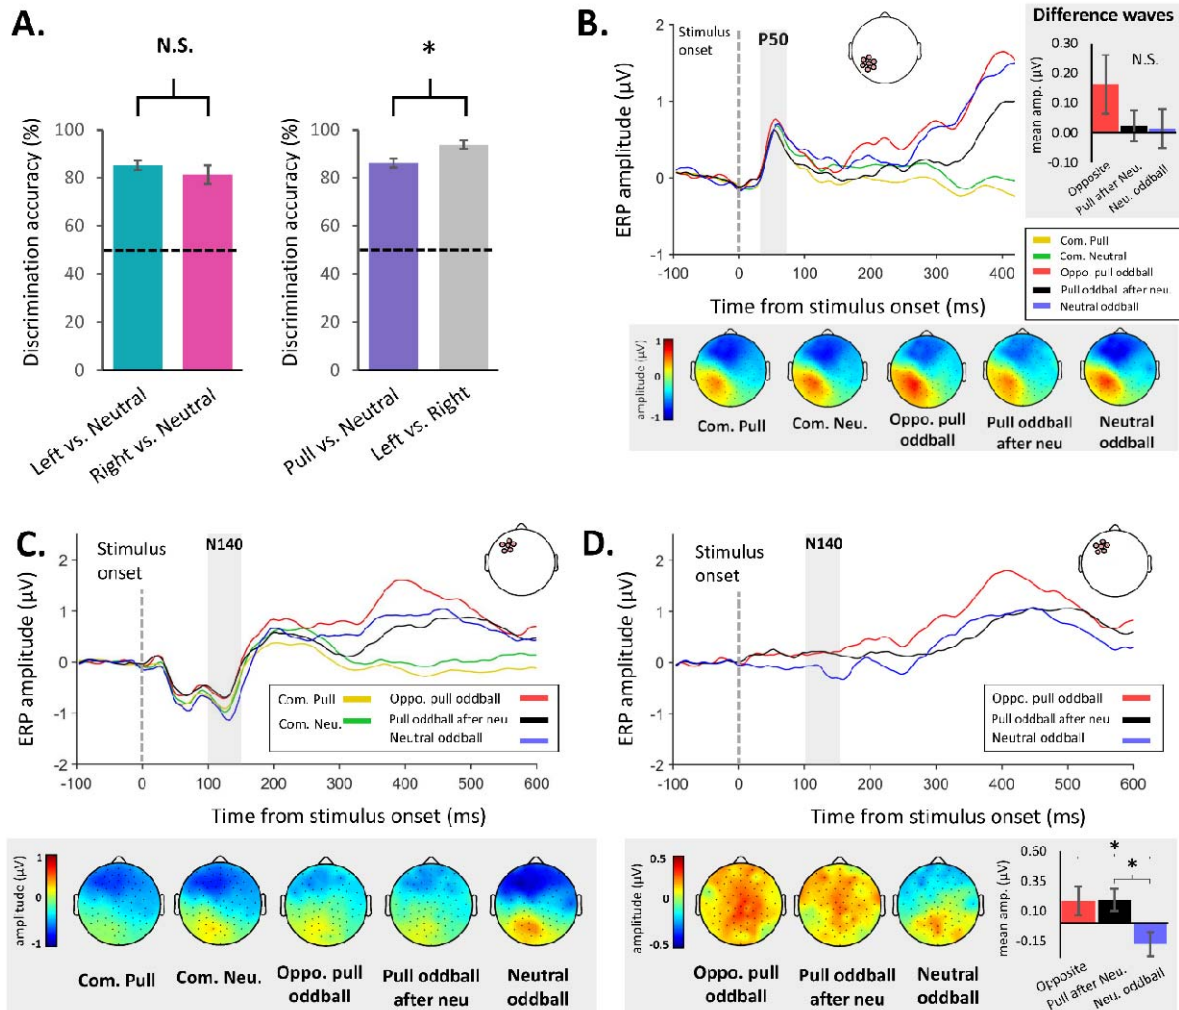 A.
N.S.
*
Discrimination accuracy (%)
100
80
60
40
20
0
Left vs. Neutral
Right vs. Neutral
Discrimination accuracy (%)
100
80
60
40
20
0
Pull vs. Neutral
Left vs. Right
B.
Stimulus
onset
P50
ERP amplitude (µV)
2
1
0
-1
-100
0
100
200
300
400
Time from stimulus onset (ms)
Difference waves
N.S.
mean amp. (µV)
0.30
0.20
0.10
0.00
-0.10
Opposite
Pull after Neu.
Neu. oddball
Com. Pull
Com. Neutral
Oppo. pull oddball
Pull oddball after neu.
Neutral oddball
amplitude (µV)
1
0
-1
Com. Pull
Com. Neu.
Oppo. pull
oddball
Pull oddball
after neu
Neutral
oddball
C.
Stimulus
onset
N140
ERP amplitude (µV)
2
1
0
-1
-2
-100
0
100
200
300
400
500
600
Time from stimulus onset (ms)
Com. Pull
Com. Neu.
Oppo. pull oddball
Pull oddball after neu
Neutral oddball
amplitude (µV)
1
0
-1
Com. Pull
Com. Neu.
Oppo. pull
oddball
Pull oddball
after neu
Neutral
oddball
D.
Stimulus
onset
N140
ERP amplitude (µV)
2
1
0
-1
-2
-100
0
100
200
300
400
500
600
Time from stimulus onset (ms)
Oppo. pull oddball
Pull oddball after neu
Neutral oddball
amplitude (µV)
0.5
0
-0.5
Oppo. pull
oddball
Pull oddball
after neu
Neutral
oddball
*
*
mean amp. (µV)
0.50
0.35
0.10
-0.15
Opposite
Pull after Neu.
Neu. oddball